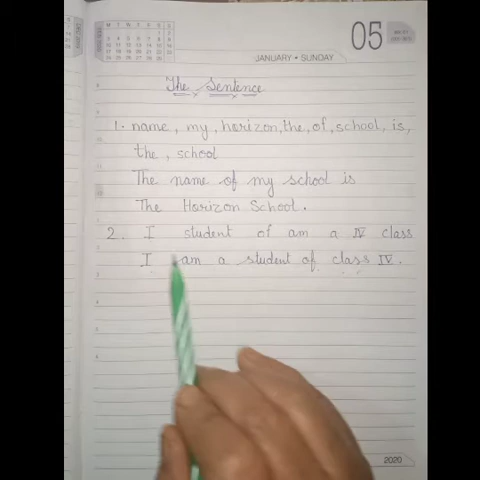 05
JANUARY • SUNDAY
The Sentence
1. name, my, horizon, the, of, school, is,
the, school
The name of my school is
The Horizon School.
2. I student of am a IV class
I am a student of class IV.
2020